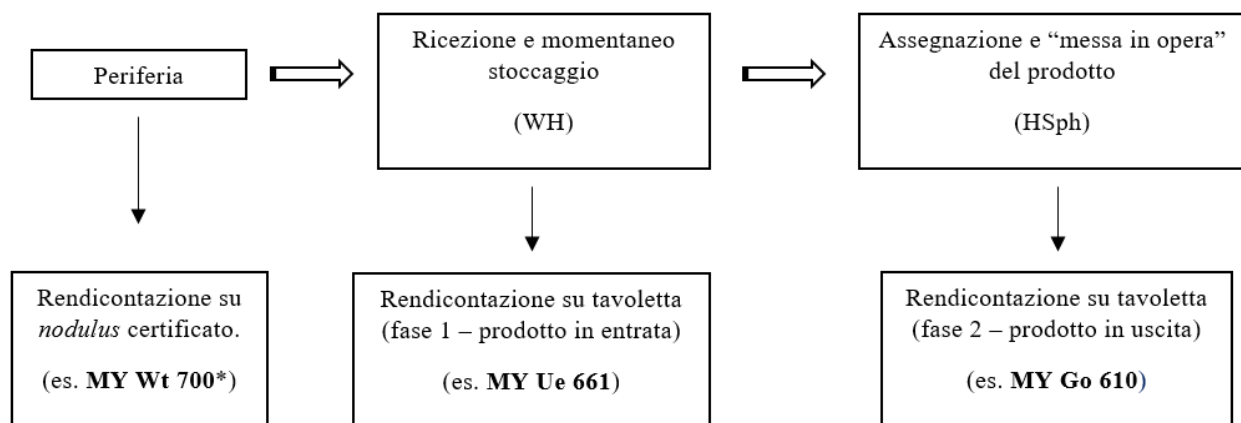 Periferia
Ricezione e momentaneo
stoccaggio
(WH)
Assegnazione e “messa in opera”
del prodotto
(HSph)
Rendicontazione su
nodulus certificato.
(es. MY Wt 700*)
Rendicontazione su tavoletta
(fase 1 – prodotto in entrata)
(es. MY Ue 661)
Rendicontazione su tavoletta
(fase 2 – prodotto in uscita)
(es. MY Go 610)